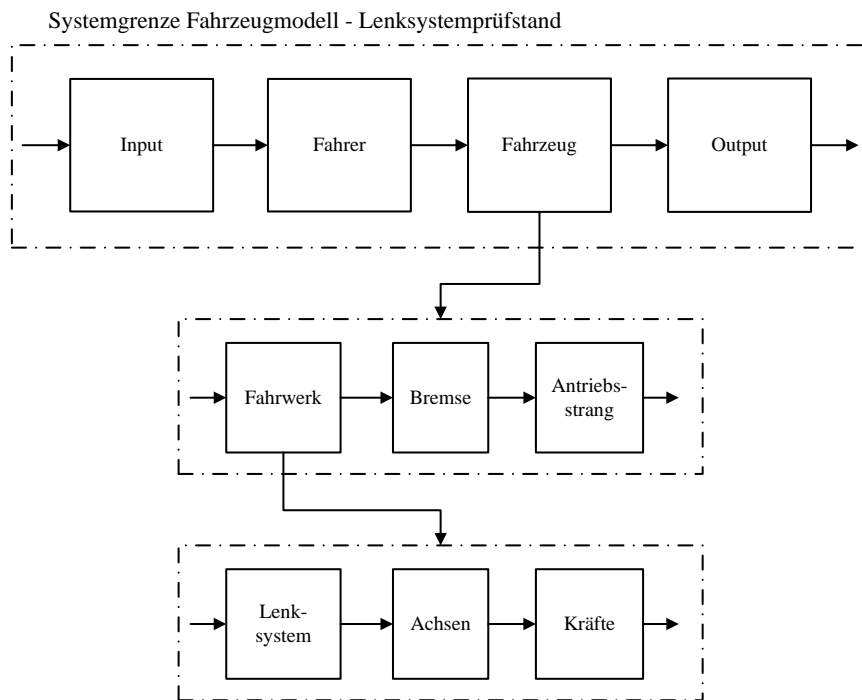 Systemgrenze Fahrzeugmodell - Lenksystemprüfstand
Input
Fahrer
Fahrzeug
Output
Fahrwerk
Bremse
Antriebs-
strang
Lenk-
system
Achsen
Kräfte